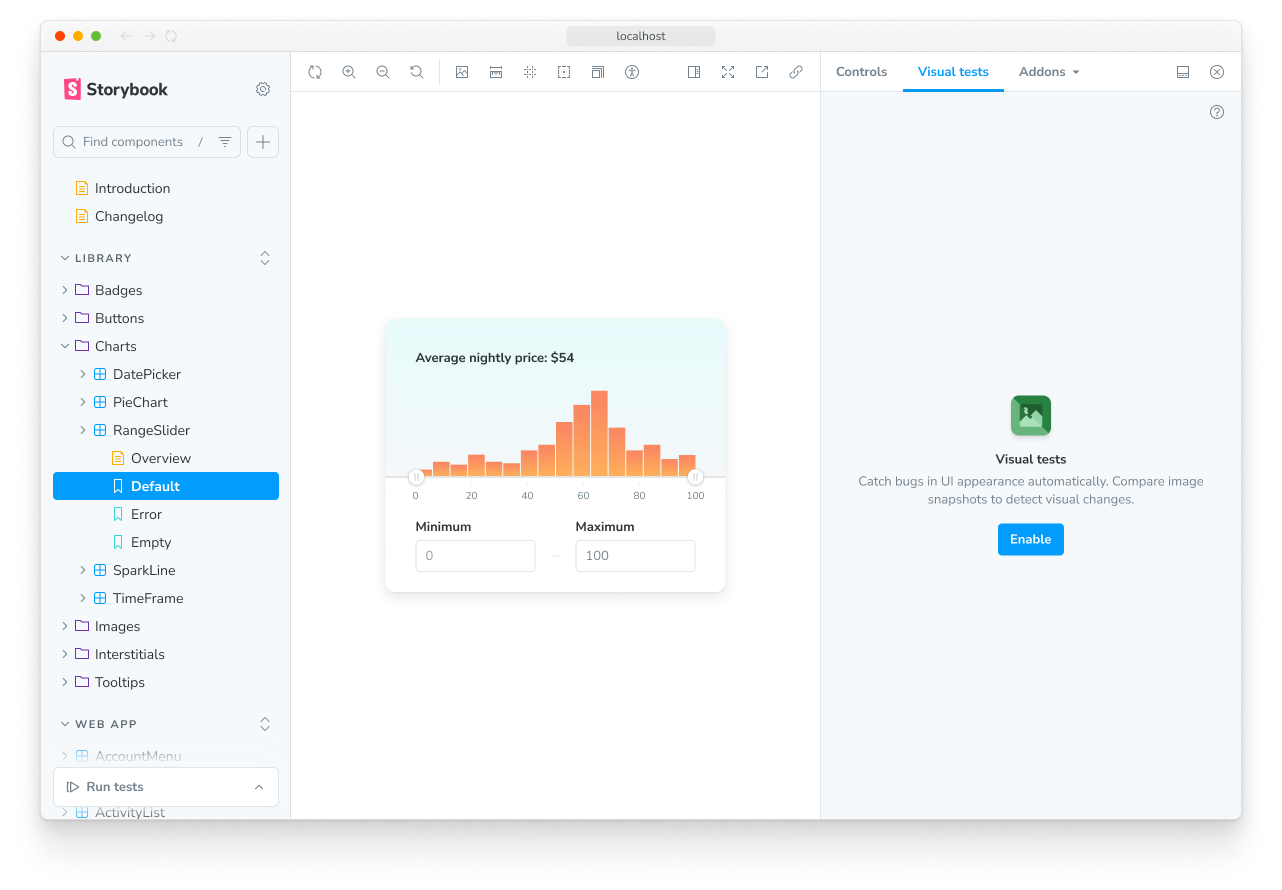 localhost
Storybook
Find components /
Introduction
Changelog
LIBRARY
Badges
Buttons
Charts
DatePicker
PieChart
RangeSlider
Overview
Default
Error
Empty
SparkLine
TimeFrame
Images
Interstitials
Tooltips
WEB APP
AccountMenu
Run tests
ActivityList
Average nightly price: $54
0 20 40 60 80 100
Minimum Maximum
0 – 100
Controls Visual tests Addons
Visual tests
Catch bugs in UI appearance automatically. Compare image
snapshots to detect visual changes.
Enable